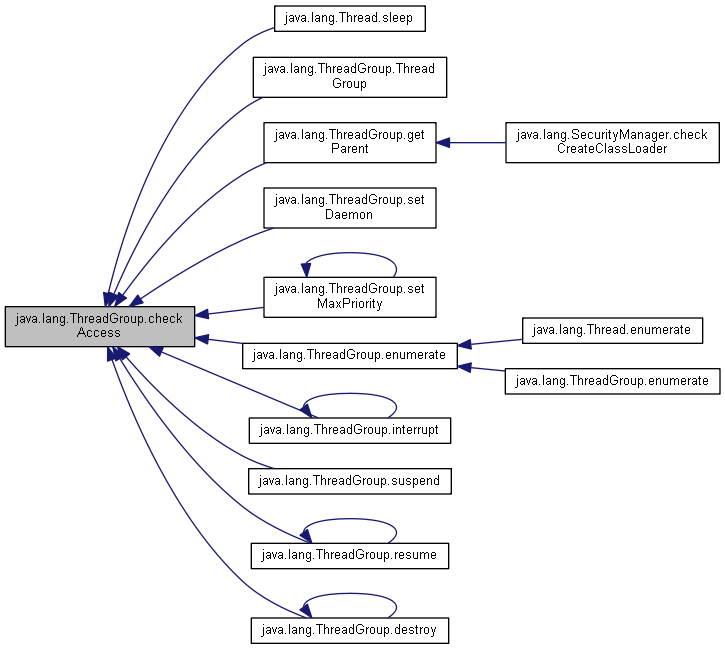 java.lang.Thread.sleep
java.lang.ThreadGroup.Thread
Group
java.lang.ThreadGroup.get
Parent
java.lang.SecurityManager.check
CreateClassLoader
java.lang.ThreadGroup.set
Daemon
java.lang.ThreadGroup.set
MaxPriority
java.lang.ThreadGroup.check
Access
java.lang.ThreadGroup.enumerate
java.lang.Thread.enumerate
java.lang.ThreadGroup.enumerate
java.lang.ThreadGroup.interrupt
java.lang.ThreadGroup.suspend
java.lang.ThreadGroup.resume
java.lang.ThreadGroup.destroy